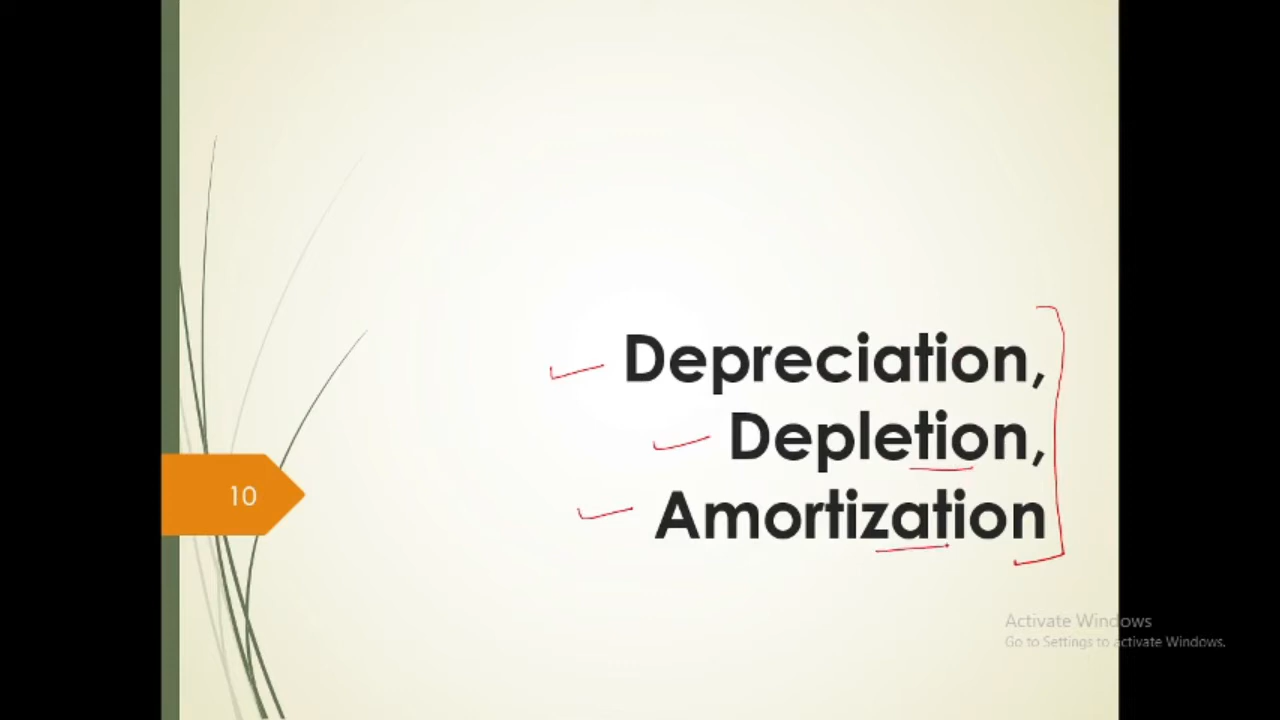 Depreciation,
Depletion,
Amortization
10
Activate Windows
Go to Settings to activate Windows.